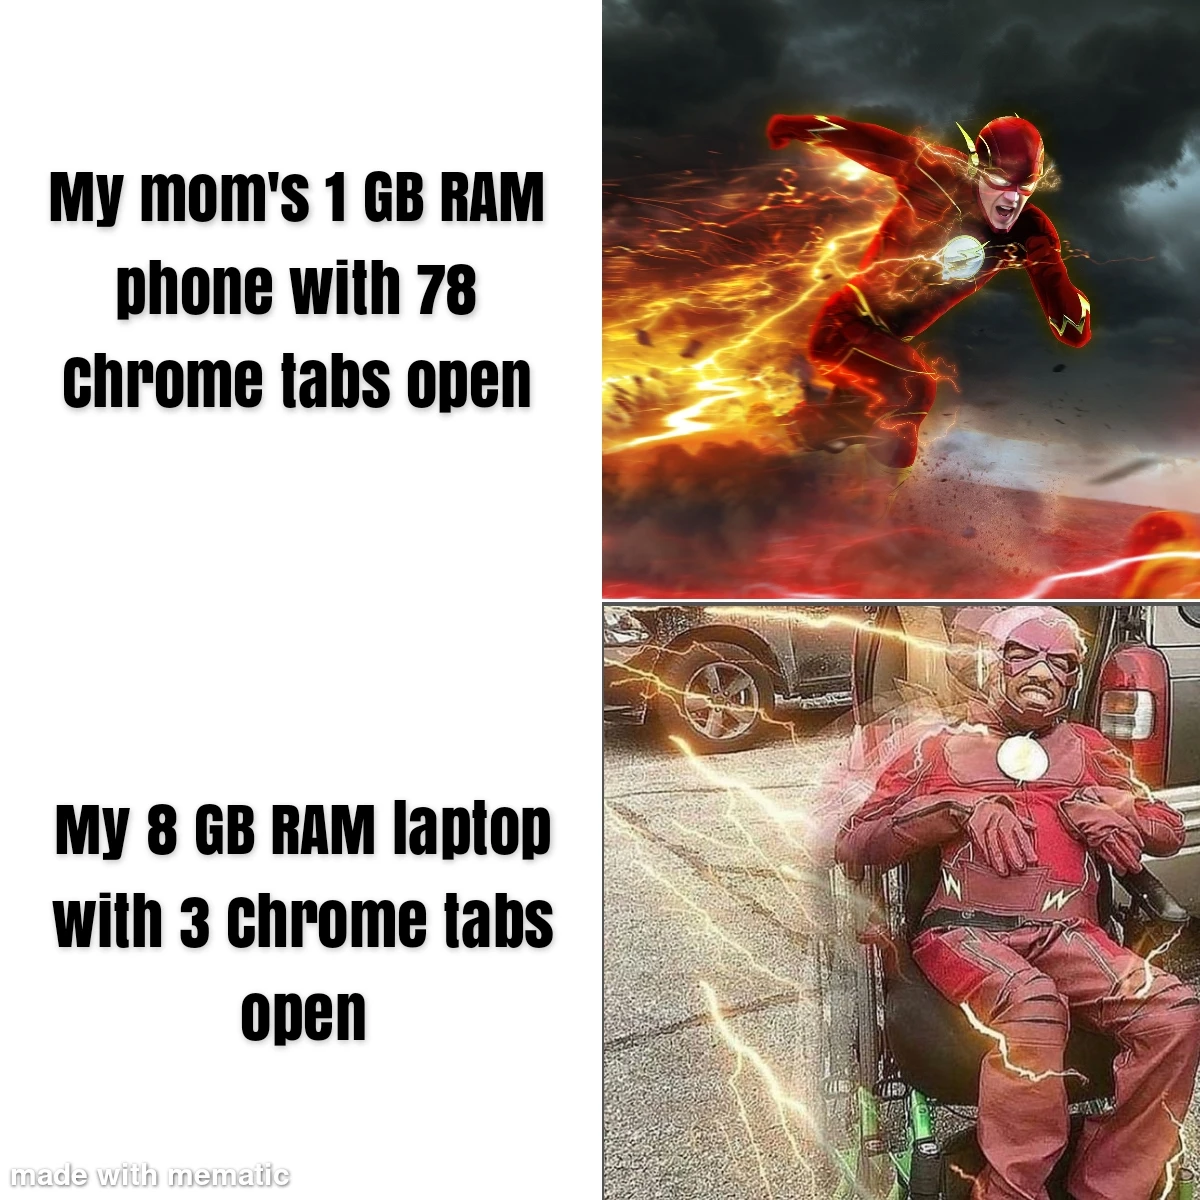 My mom's 1 GB RAM
phone with 78
Chrome tabs open
My 8 GB RAM laptop
with 3 Chrome tabs
open
made with mematic